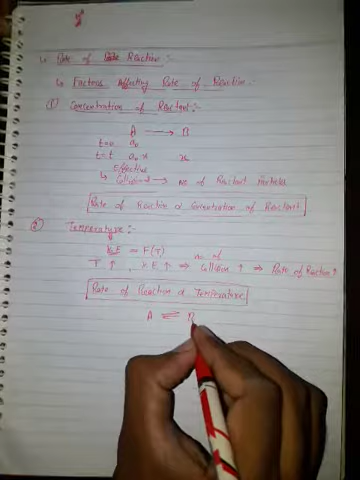 ↳ Rate of Reaction :-
↳ Factors Affecting Rate of Reaction :-
① Concentration of Reactant :-
A ⟶ B
t=0 a₀
t=t a₀-x x
Effective
↳ Collision ⟶ no of Reactant Particle
Rate of Reaction ∝ Concentration of Reactant
② Temperature :-
K.E = F(T)
no of
T ↑, K.E ↑ ⇒ Collision ↑ ⇒ Rate of Reaction ↑
Rate of Reaction ∝ Temperature
A ⇌ B